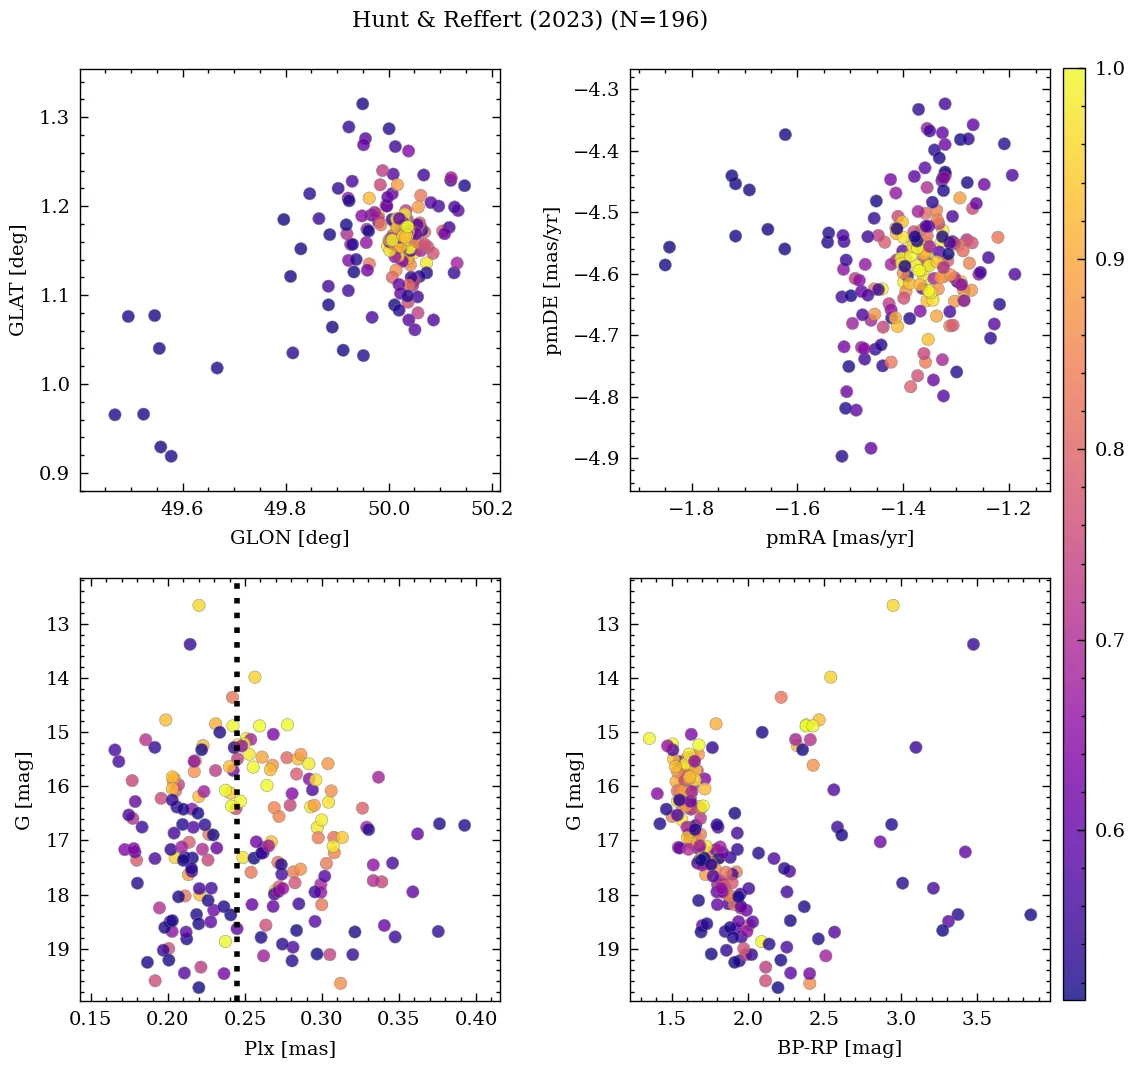 Hunt & Reffert (2023) (N=196)
1.3
1.2
1.1
1.0
0.9
GLAT [deg]
49.6 49.8 50.0 50.2
GLON [deg]
−4.3
−4.4
−4.5
−4.6
−4.7
−4.8
−4.9
pmDE [mas/yr]
−1.8 −1.6 −1.4 −1.2
pmRA [mas/yr]
13
14
15
16
17
18
19
G [mag]
0.15 0.20 0.25 0.30 0.35 0.40
Plx [mas]
13
14
15
16
17
18
19
G [mag]
1.5 2.0 2.5 3.0 3.5
BP-RP [mag]
1.0
0.9
0.8
0.7
0.6